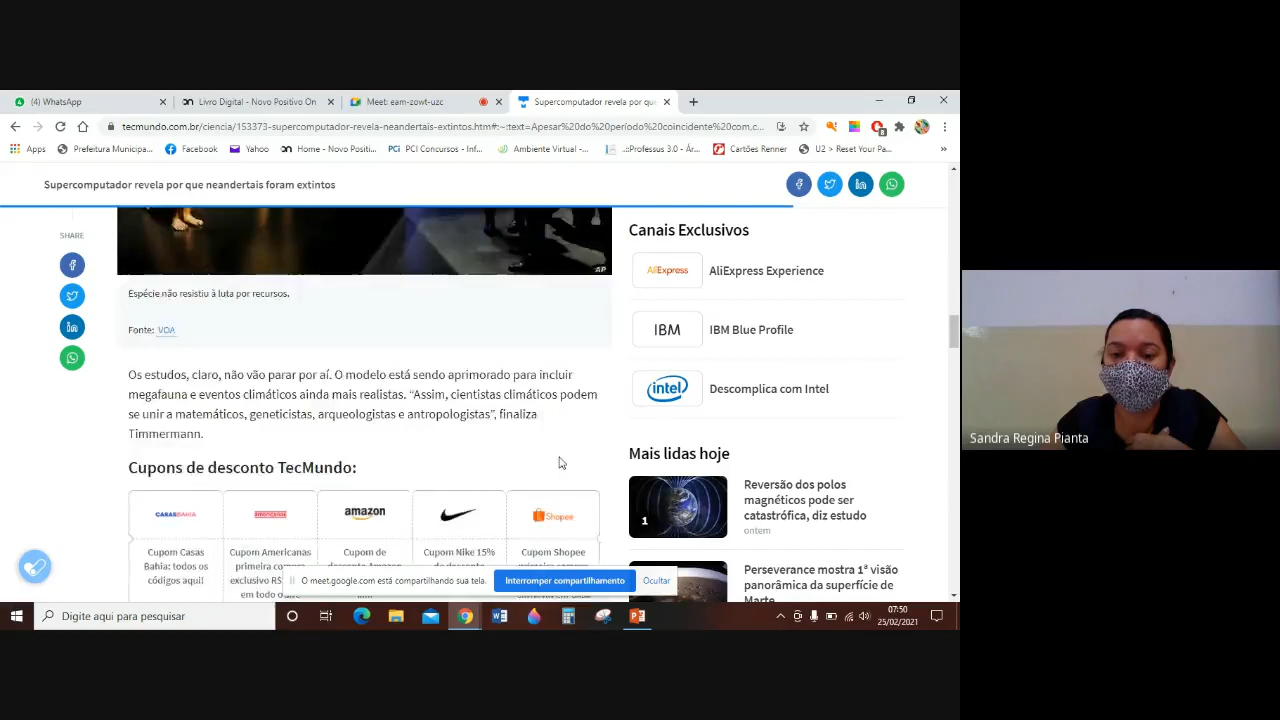 (4) WhatsApp
Livro Digital - Novo Positivo On
Meet: eam-zowt-uzc
Supercomputador revela por que
tecmundo.com.br/ciencia/153373-supercomputador-revela-neandertais-extintos.htm#:~:text=Apesar%20do%20período%20coincidente%20com,c...
Apps
Prefeitura Municipa...
Facebook
Yahoo
Home - Novo Positi...
PCI Concursos - Inf...
Ambiente Virtual -...
.::Professus 3.0 - Ár...
Cartões Renner
U2 > Reset Your Pa...
»
Supercomputador revela por que neandertais foram extintos
SHARE
AP
Espécie não resistiu à luta por recursos.
Fonte: VOA
Os estudos, claro, não vão parar por aí. O modelo está sendo aprimorado para incluir
megafauna e eventos climáticos ainda mais realistas. “Assim, cientistas climáticos podem
se unir a matemáticos, geneticistas, arqueologistas e antropologistas”, finaliza
Timmermann.
Cupons de desconto TecMundo:
CASASBAHIA
americanas
amazon
Shopee
Cupom Casas
Bahia: todos os
códigos aqui!
Cupom Americanas
primeira
exclusivo R$
em todo
Cupom de
Cupom Nike 15%
Cupom Shopee
Canais Exclusivos
AliExpress
AliExpress Experience
IBM
IBM Blue Profile
intel
Descomplica com Intel
Mais lidas hoje
1
Reversão dos polos
magnéticos pode ser
catastrófica, diz estudo
ontem
Perseverance mostra 1ª visão
panorâmica da superfície de
Marte
O meet.google.com está compartilhando sua tela.
Interromper compartilhamento
Ocultar
Digite aqui para pesquisar
07:50
25/02/2021
Sandra Regina Pianta